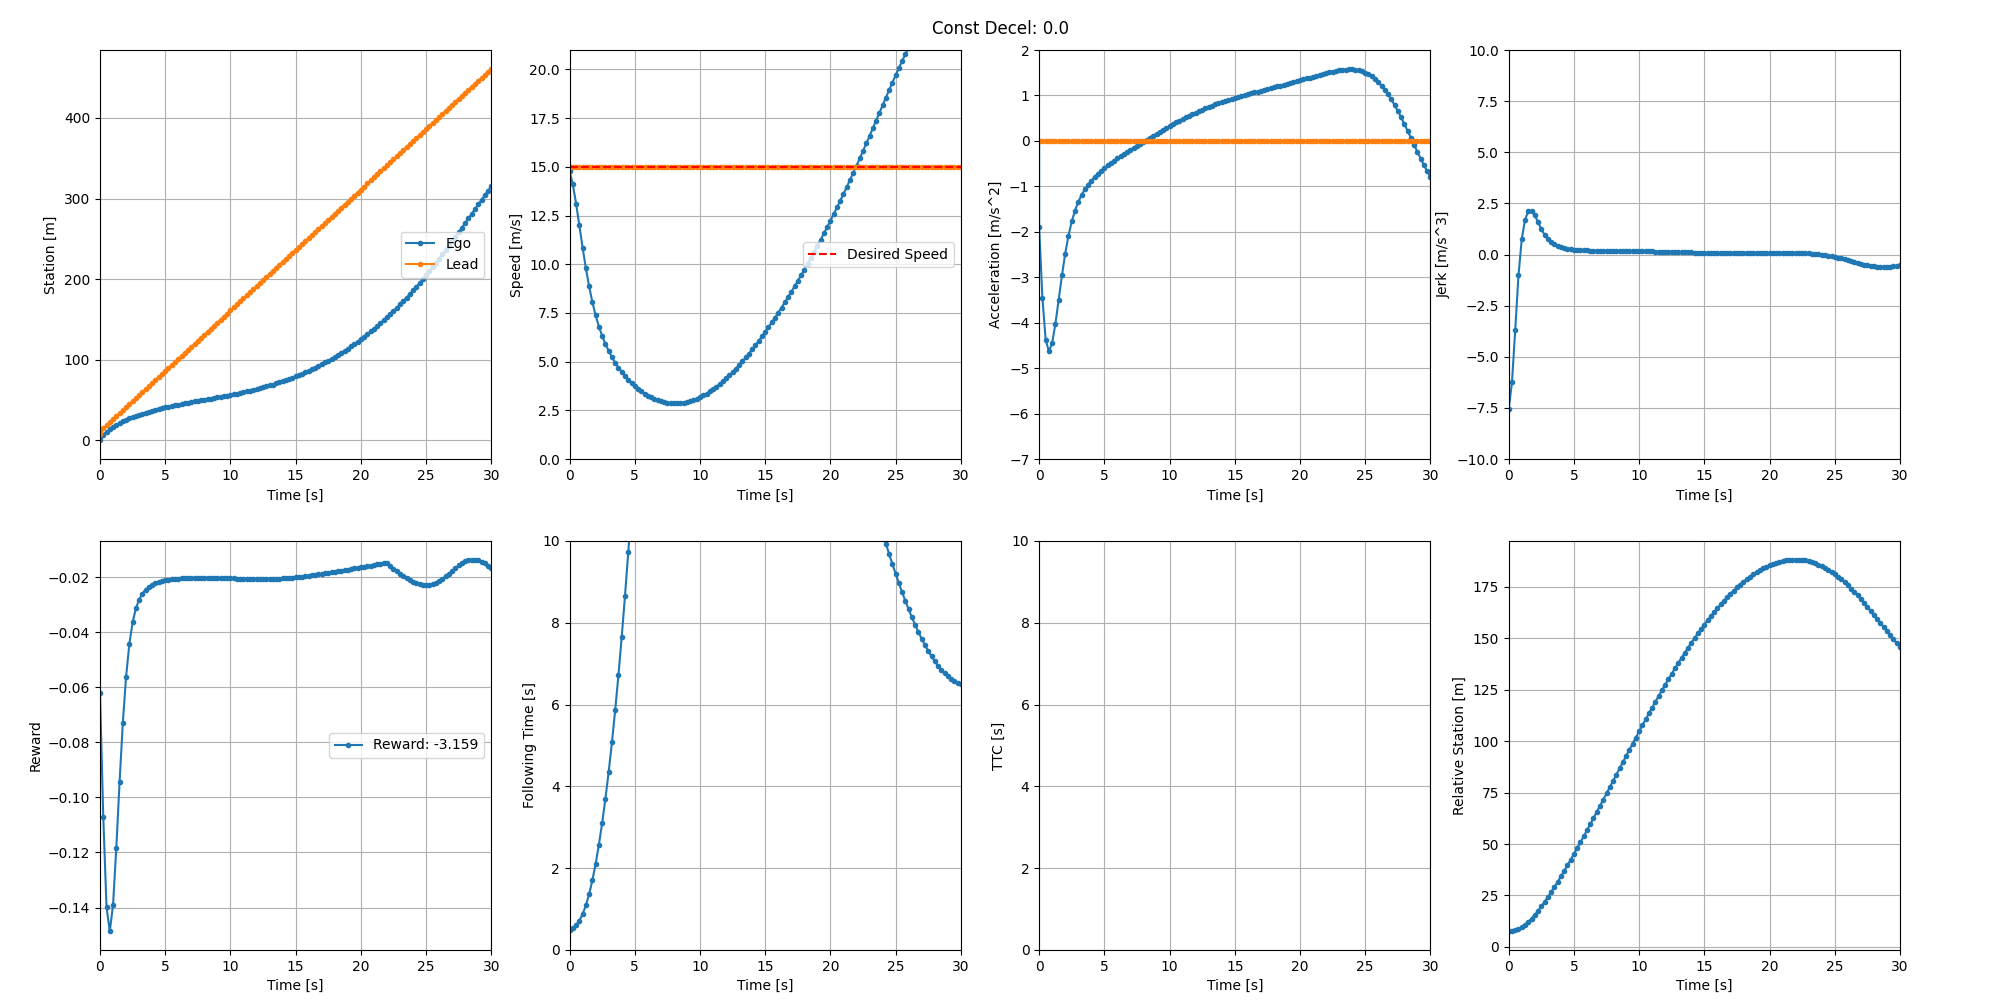 Const Decel: 0.0
Station [m]
400
300
200
100
0
0 5 10 15 20 25 30
Time [s]
Ego
Lead
Speed [m/s]
20.0
17.5
15.0
12.5
10.0
7.5
5.0
2.5
0.0
0 5 10 15 20 25 30
Time [s]
Desired Speed
Acceleration [m/s^2]
2
1
0
−1
−2
−3
−4
−5
−6
−7
0 5 10 15 20 25 30
Time [s]
Jerk [m/s^3]
10.0
7.5
5.0
2.5
0.0
−2.5
−5.0
−7.5
−10.0
0 5 10 15 20 25 30
Time [s]
Reward
−0.02
−0.04
−0.06
−0.08
−0.10
−0.12
−0.14
0 5 10 15 20 25 30
Time [s]
Reward: -3.159
Following Time [s]
10
8
6
4
2
0
0 5 10 15 20 25 30
Time [s]
TTC [s]
10
8
6
4
2
0
0 5 10 15 20 25 30
Time [s]
Relative Station [m]
175
150
125
100
75
50
25
0
0 5 10 15 20 25 30
Time [s]